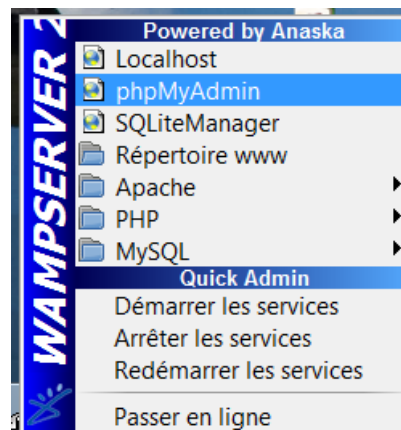 WAMPSERVER 2
Powered by Anaska
Localhost
phpMyAdmin
SQLiteManager
Répertoire www
Apache
PHP
MySQL
Quick Admin
Démarrer les services
Arrêter les services
Redémarrer les services
Passer en ligne